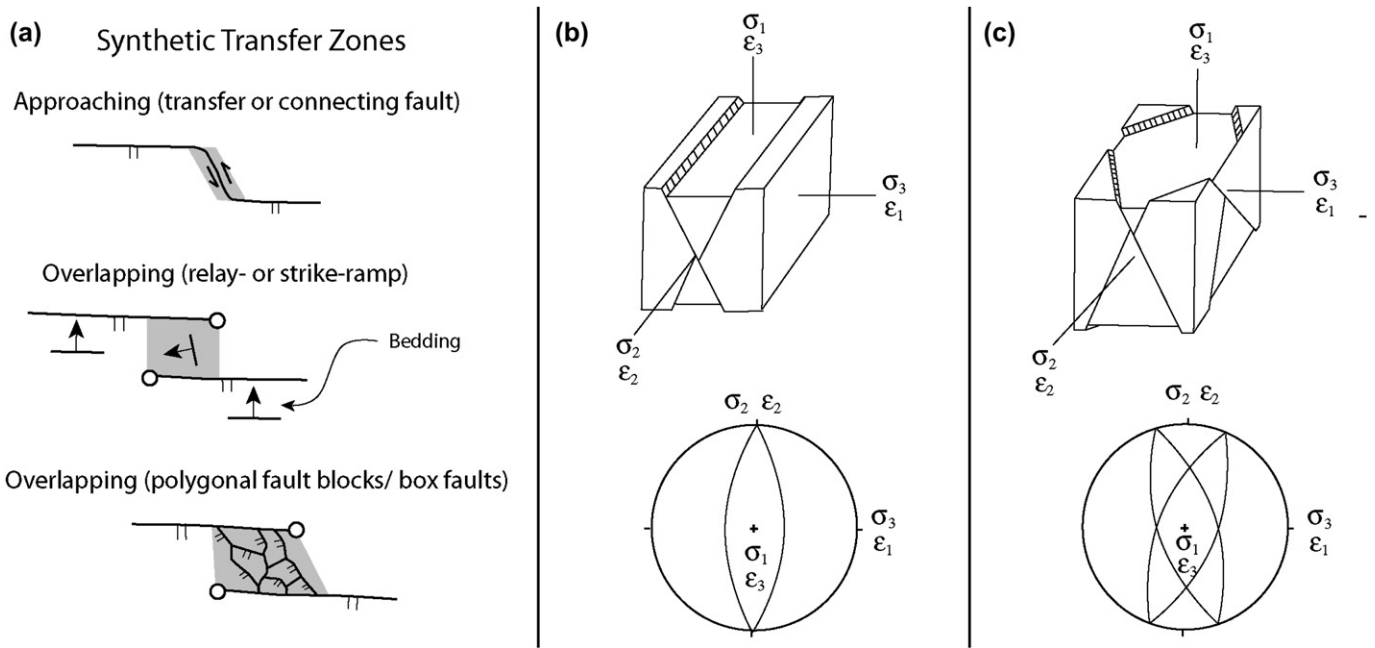 (a)
Synthetic Transfer Zones
Approaching (transfer or connecting fault)
Overlapping (relay- or strike-ramp)
Bedding
Overlapping (polygonal fault blocks/ box faults)
(b)
σ1
ε3
σ3
ε1
σ2
ε2
σ2 ε2
σ3
ε1
σ1
ε3
(c)
σ1
ε3
σ3
ε1
-
σ2
ε2
σ2 ε2
σ3
ε1
σ1
ε3